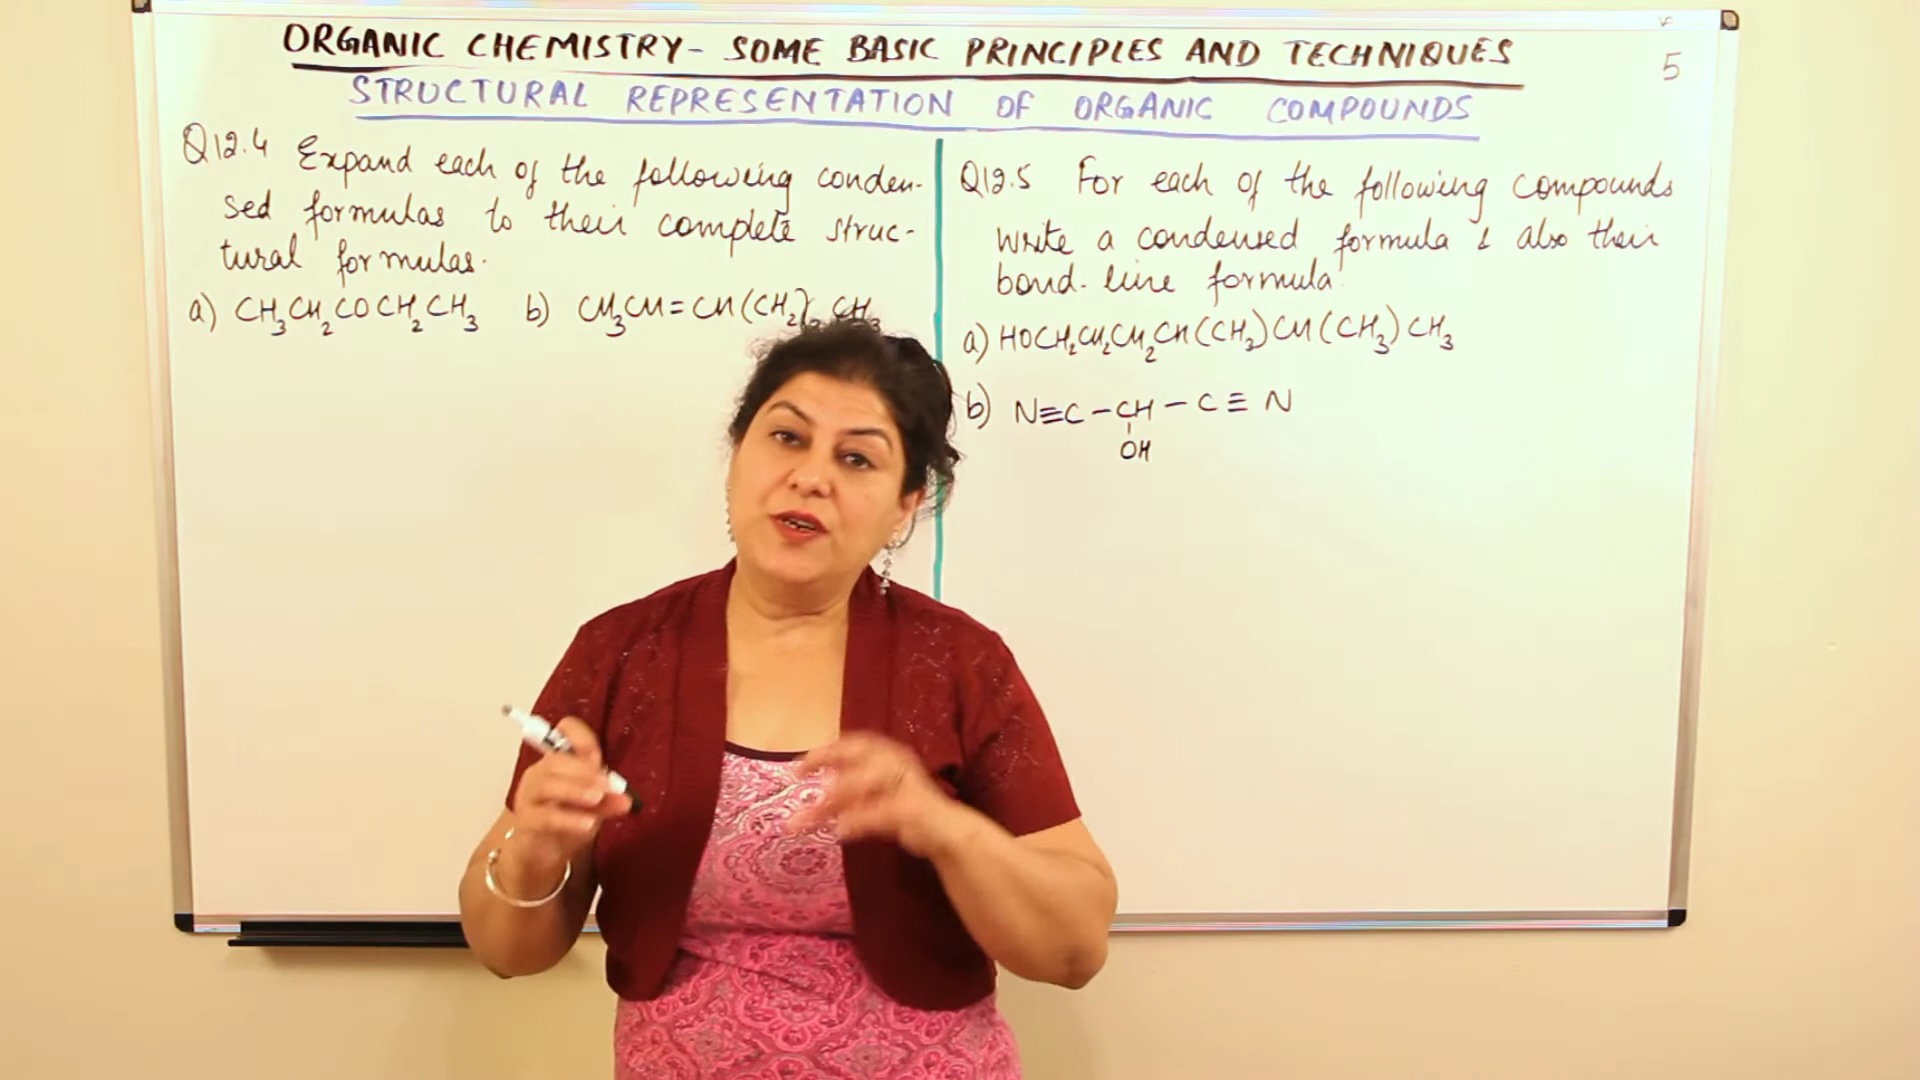 ORGANIC CHEMISTRY- SOME BASIC PRINCIPLES AND TECHNIQUES
5
STRUCTURAL REPRESENTATION OF ORGANIC COMPOUNDS
Q12.4 Expand each of the following conden-
sed formulas to their complete struc-
tural formulas.
a) CH₃CH₂COCH₂CH₃ b) CH₃CH=CH(CH₂)₃CH₃
Q12.5 For each of the following compounds
write a condensed formula & also their
bond-line formula.
a) HOCH₂CH₂CH₂CH(CH₃)CH(CH₃)CH₃
b) N≡C-CH-C≡N
OH